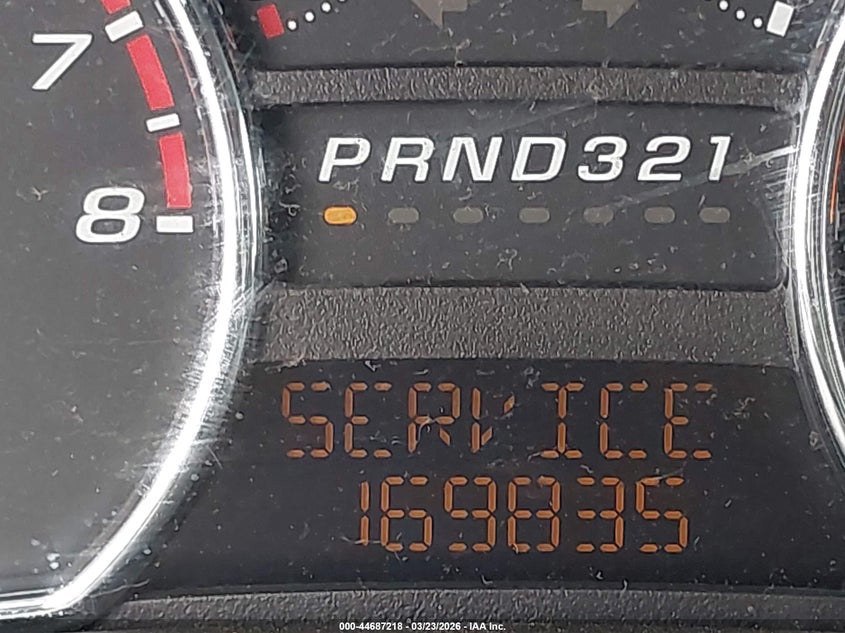 7
8
PRND321
SERVICE
169835
000-44687218 - 03/23/2026 - IAA Inc.